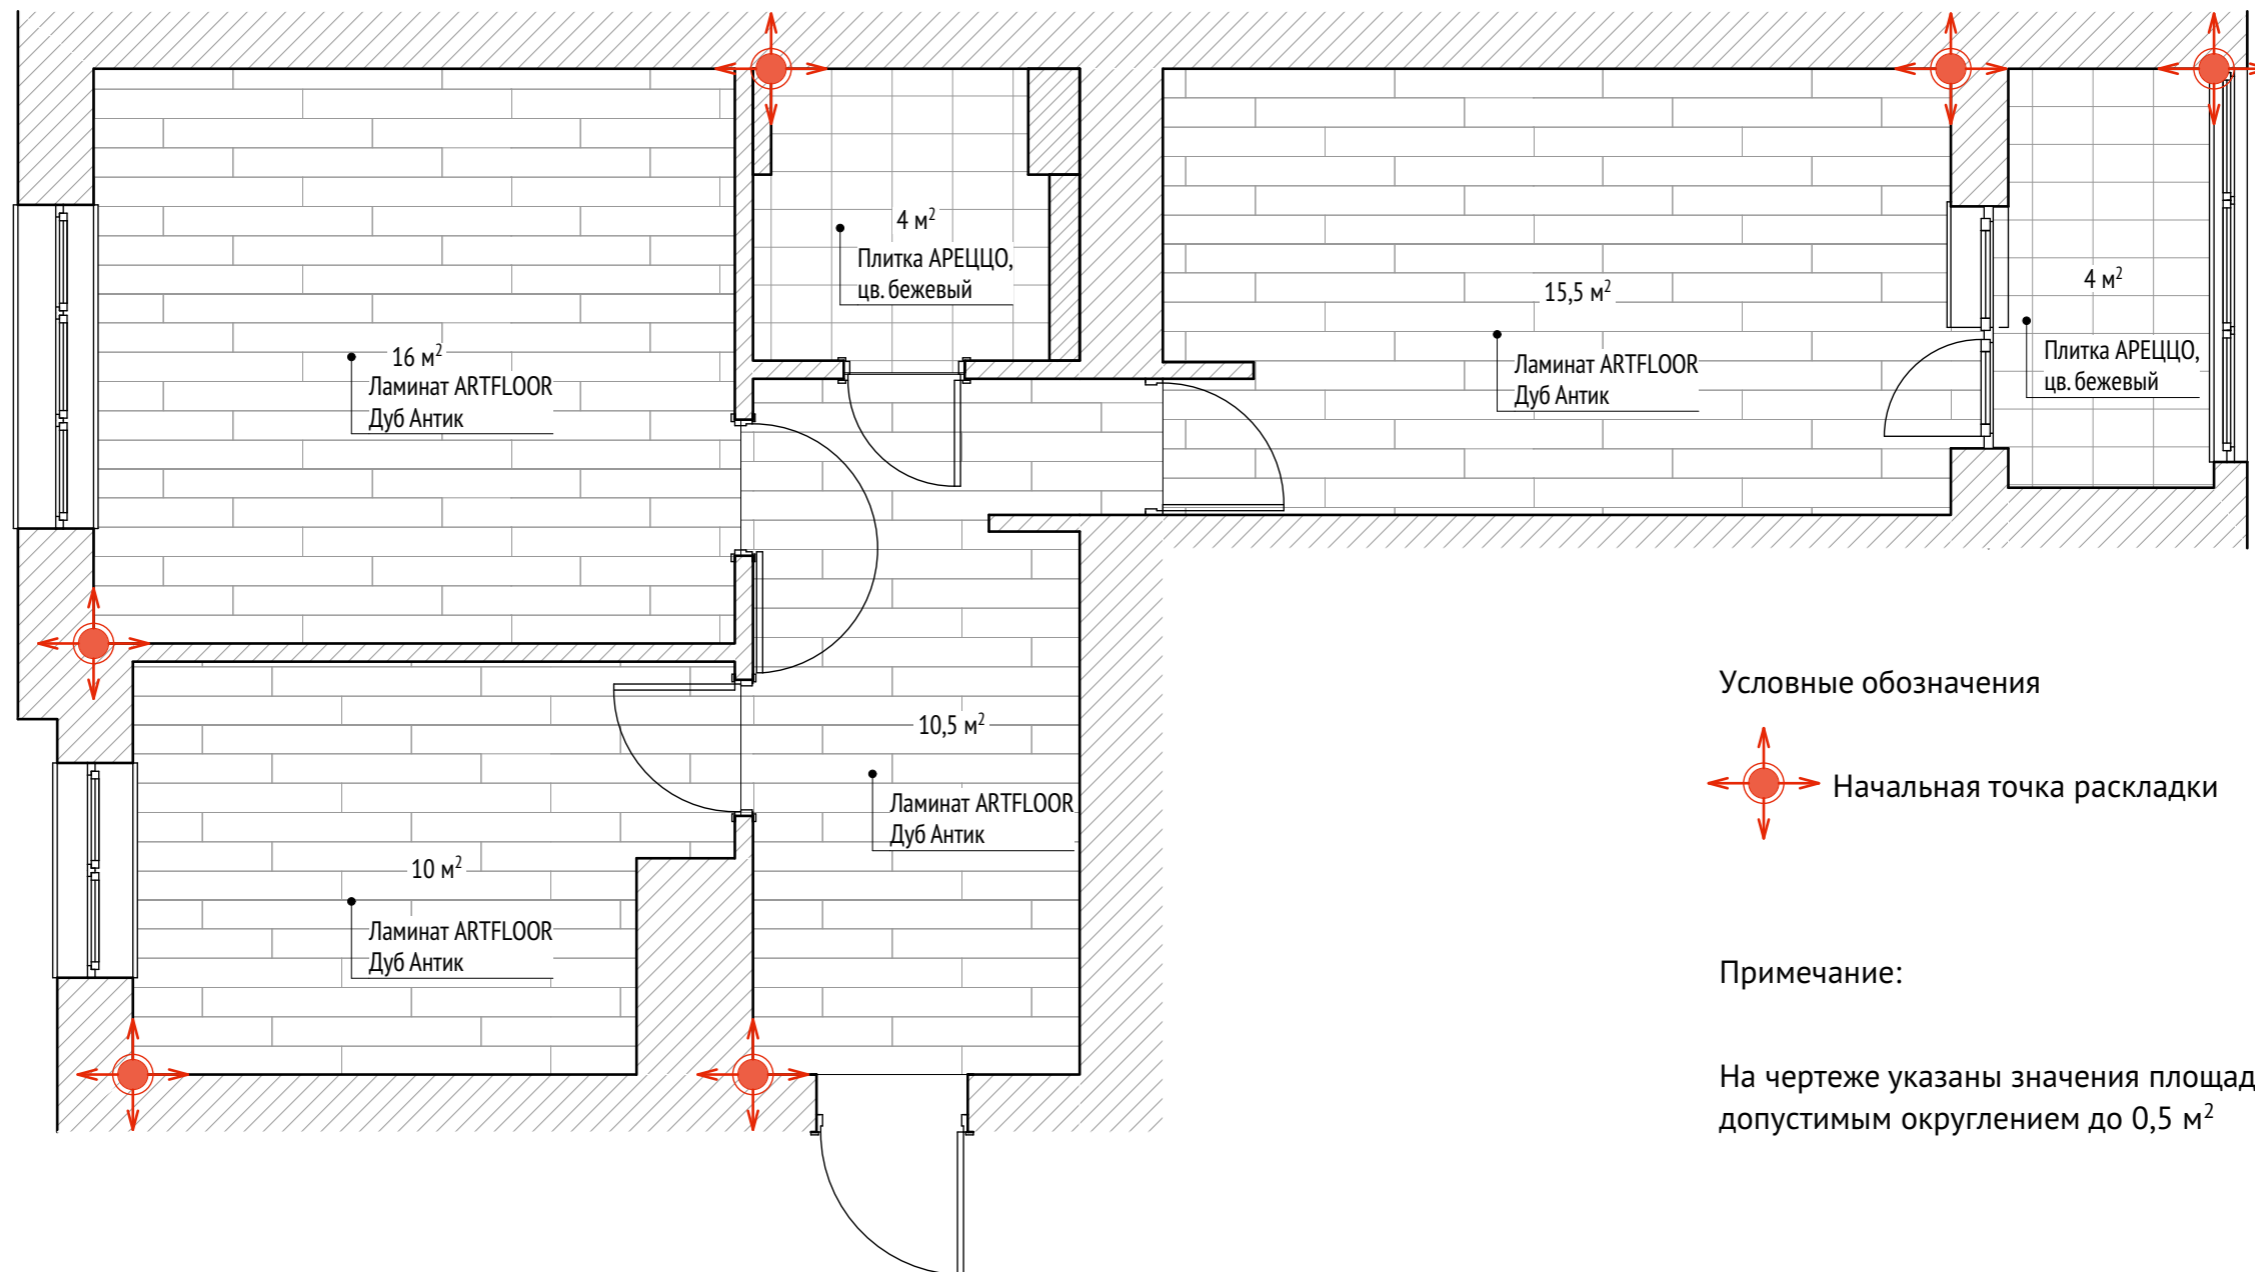 4 м²
Плитка АРЕЦЦО,
цв. бежевый
16 м²
Ламинат ARTFLOOR
Дуб Антик
15,5 м²
Ламинат ARTFLOOR
Дуб Антик
4 м²
Плитка АРЕЦЦО,
цв. бежевый
10,5 м²
Ламинат ARTFLOOR
Дуб Антик
10 м²
Ламинат ARTFLOOR
Дуб Антик
Условные обозначения
Начальная точка раскладки
Примечание:
На чертеже указаны значения площад
допустимым округлением до 0,5 м²